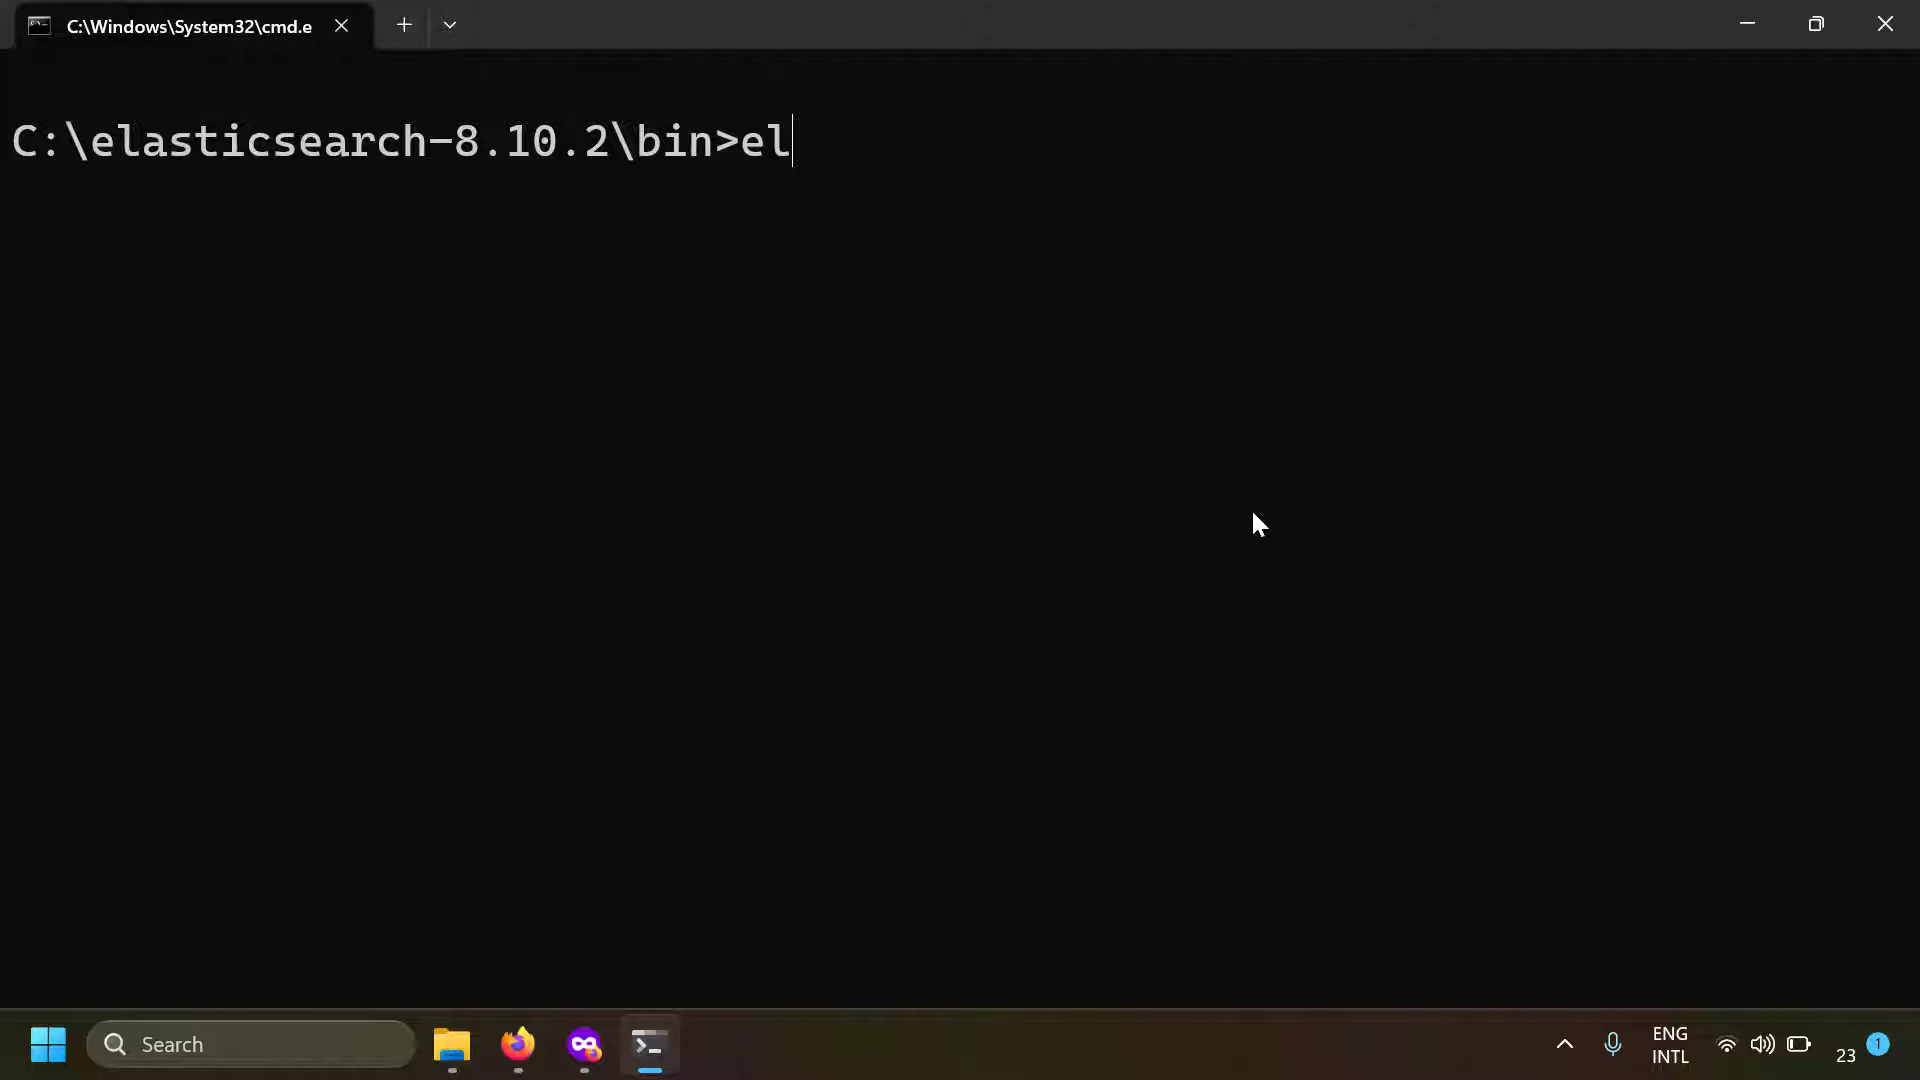 C:\Windows\System32\cmd.e
C:\elasticsearch-8.10.2\bin>el
Search
ENG
INTL
23
1